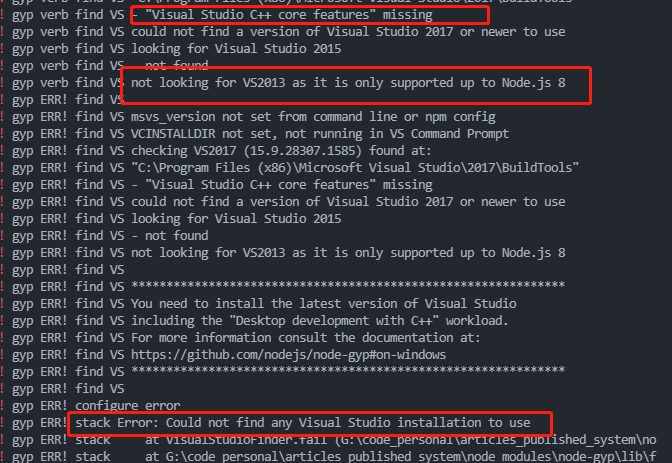 ! gyp verb find VS - "Visual Studio C++ core features" missing
! gyp verb find VS could not find a version of Visual Studio 2017 or newer to use
! gyp verb find VS looking for Visual Studio 2015
! gyp verb find VS - not found
! gyp verb find VS not looking for VS2013 as it is only supported up to Node.js 8
! gyp ERR! find VS
! gyp ERR! find VS msvs_version not set from command line or npm config
! gyp ERR! find VS VCINSTALLDIR not set, not running in VS Command Prompt
! gyp ERR! find VS checking VS2017 (15.9.28307.1585) found at:
! gyp ERR! find VS "C:\Program Files (x86)\Microsoft Visual Studio\2017\BuildTools"
! gyp ERR! find VS - "Visual Studio C++ core features" missing
! gyp ERR! find VS could not find a version of Visual Studio 2017 or newer to use
! gyp ERR! find VS looking for Visual Studio 2015
! gyp ERR! find VS - not found
! gyp ERR! find VS not looking for VS2013 as it is only supported up to Node.js 8
! gyp ERR! find VS
! gyp ERR! find VS **************************************************************
! gyp ERR! find VS You need to install the latest version of Visual Studio
! gyp ERR! find VS including the "Desktop development with C++" workload.
! gyp ERR! find VS For more information consult the documentation at:
! gyp ERR! find VS https://github.com/nodejs/node-gyp#on-windows
! gyp ERR! find VS **************************************************************
! gyp ERR! find VS
! gyp ERR! configure error
! gyp ERR! stack Error: Could not find any Visual Studio installation to use
! gyp ERR! stack     at VisualStudioFinder.fail (G:\code_personal\articles_published_system\no
! gyp ERR! stack     at G:\code_personal\articles_published_system\node_modules\node-gyp\lib\f